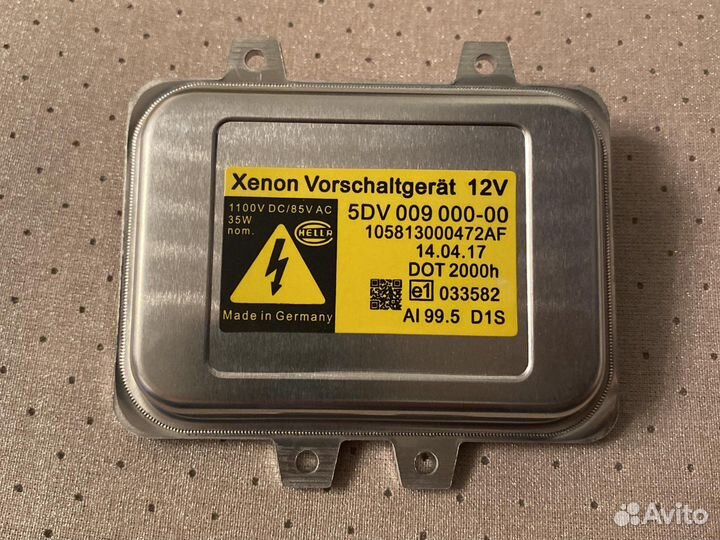 Xenon Vorschaltgerät 12V
1100V DC/85V AC
35W
nom.
HELLA
Made in Germany
5DV 009 000-00
105813000472AF
14.04.17
DOT 2000h
e1 033582
AI 99.5 D1S
Avito